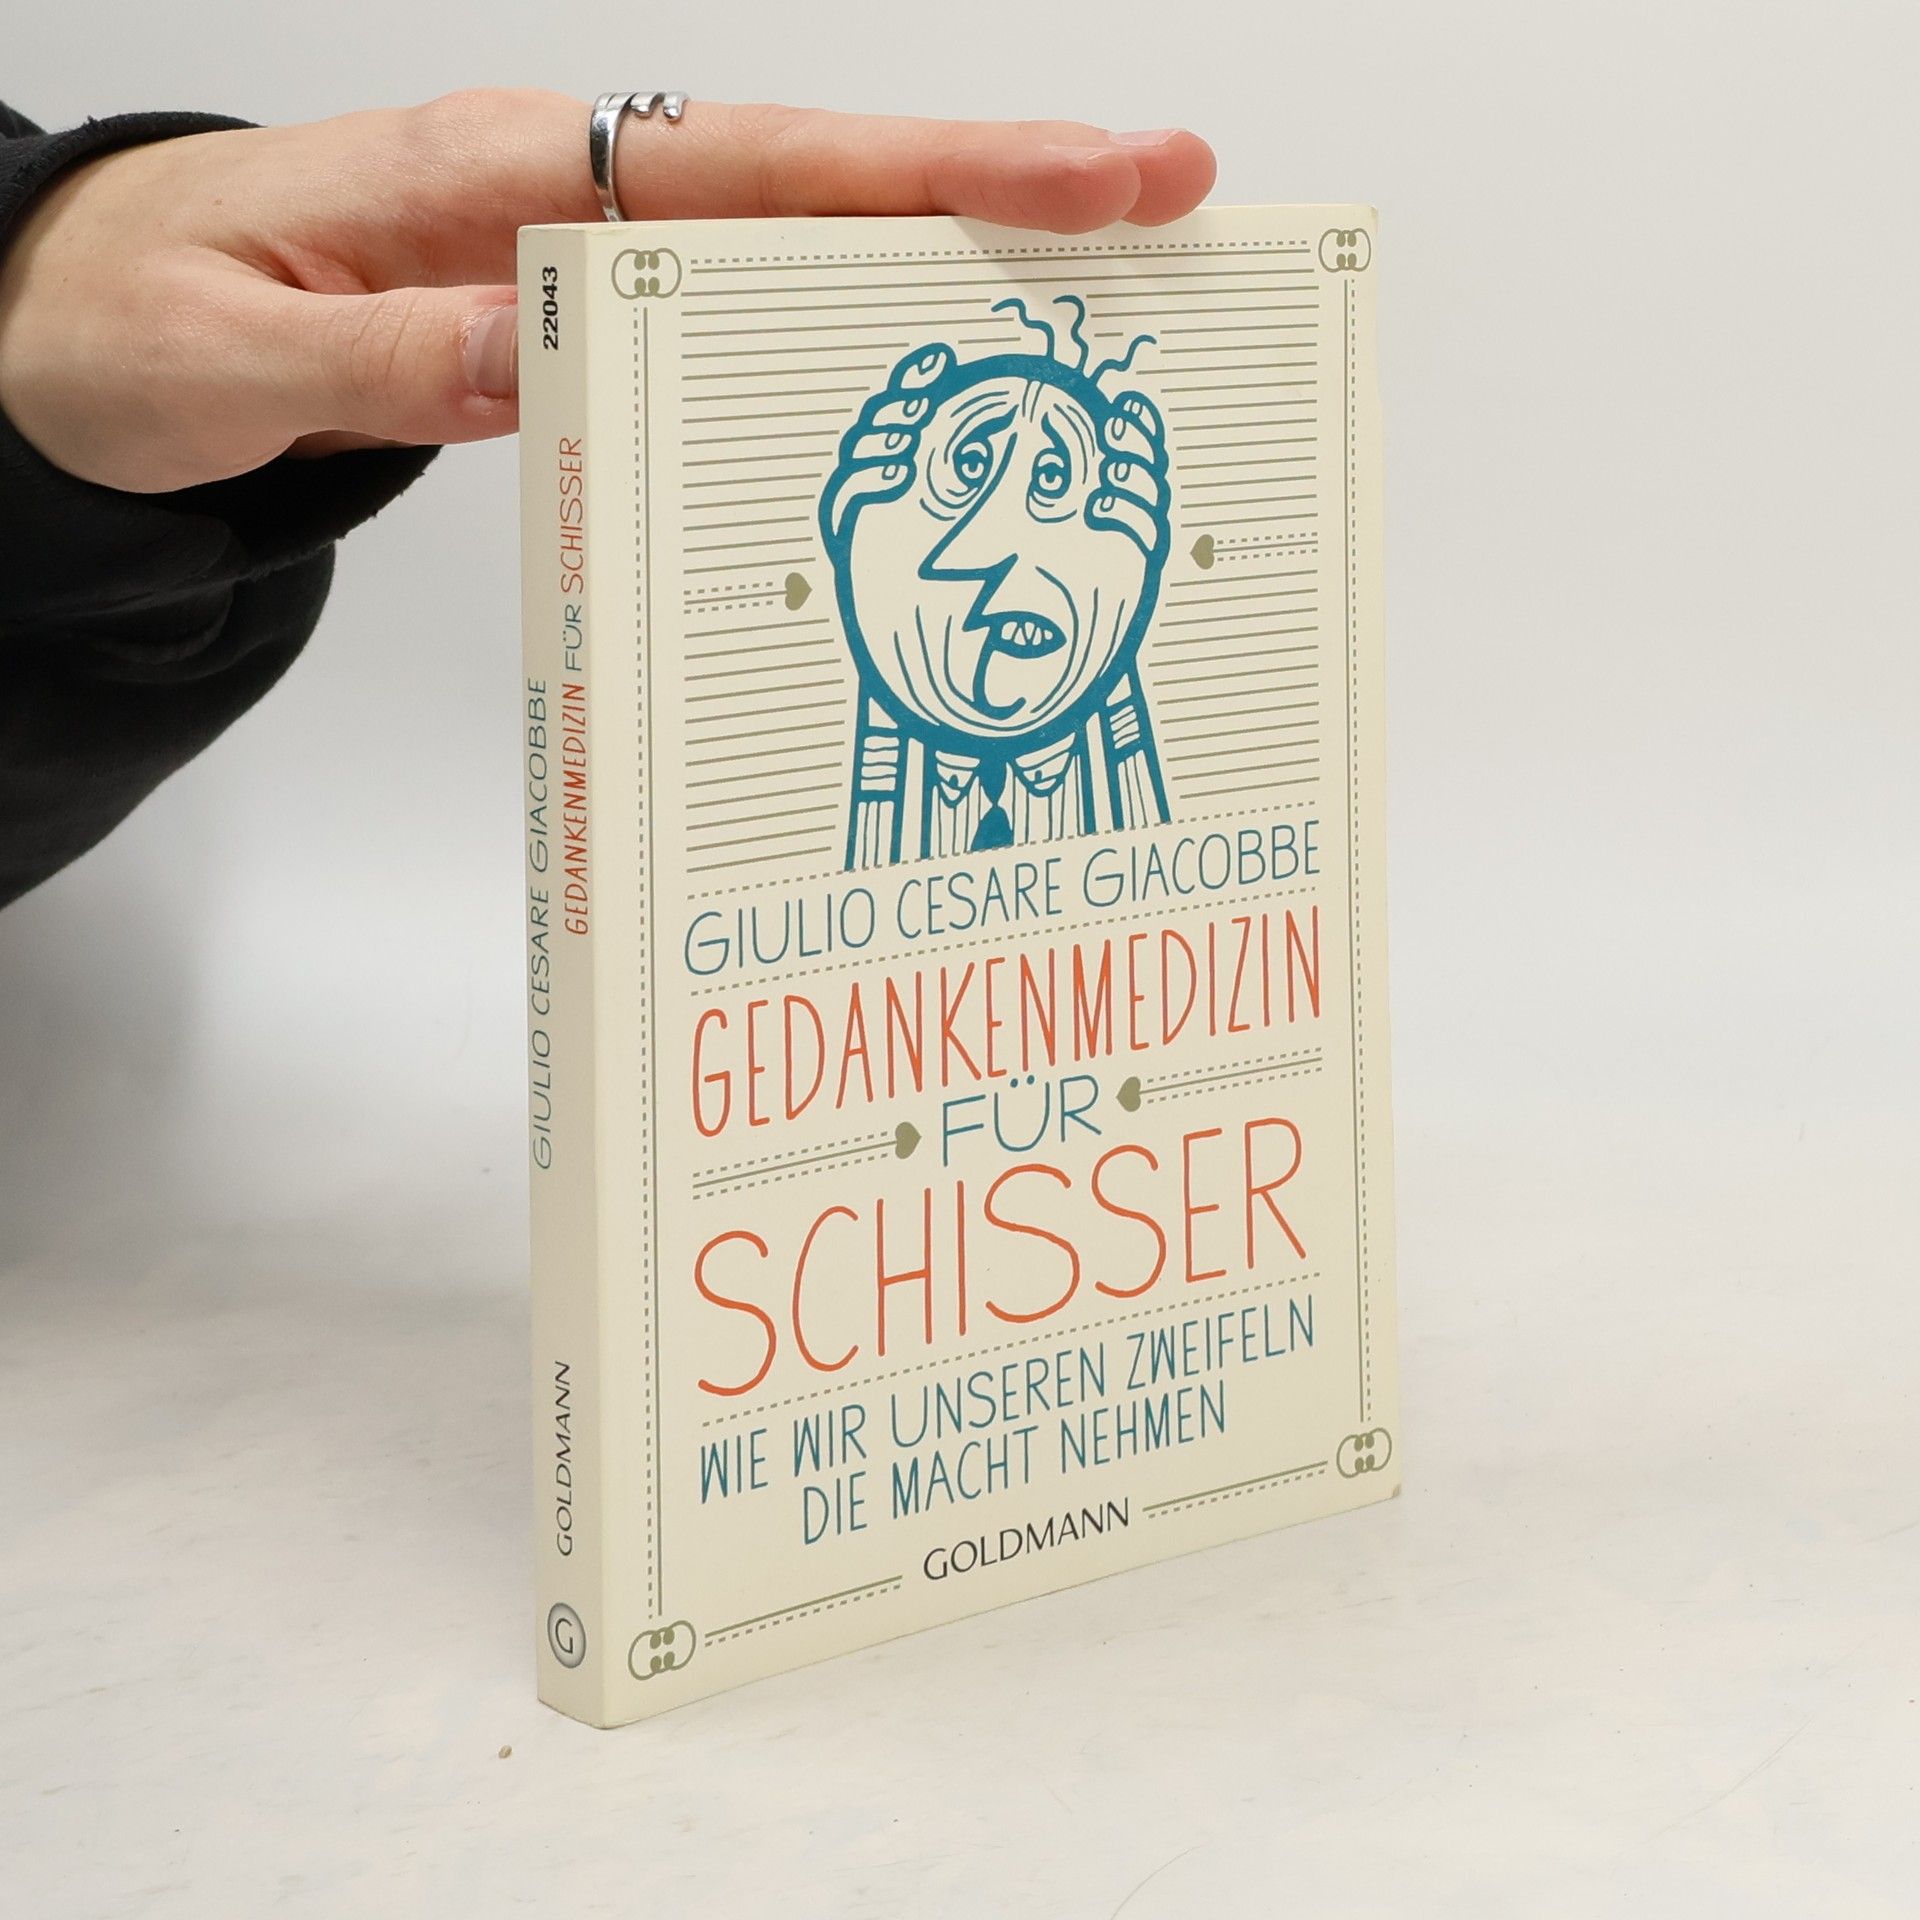 22043
GIULIO CESARE GIACOBBE
GEDANKENMEDIZIN FÜR SCHISSER
GOLDMANN
G
GIULIO CESARE GIACOBBE
GEDANKENMEDIZIN
FÜR
SCHISSER
WIE WIR UNSEREN ZWEIFELN
DIE MACHT NEHMEN
GOLDMANN